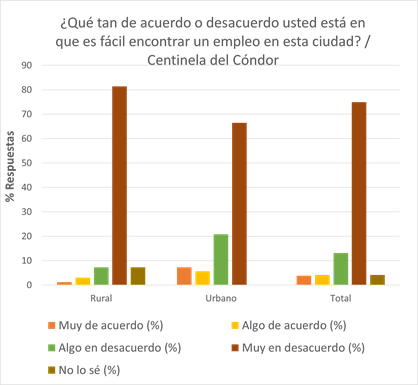 ¿Qué tan de acuerdo o desacuerdo usted está en
que es fácil encontrar un empleo en esta ciudad? /
Centinela del Cóndor
% Respuestas
90
80
70
60
50
40
30
20
10
0
Rural
Urbano
Total
Muy de acuerdo (%)
Algo de acuerdo (%)
Algo en desacuerdo (%)
Muy en desacuerdo (%)
No lo sé (%)